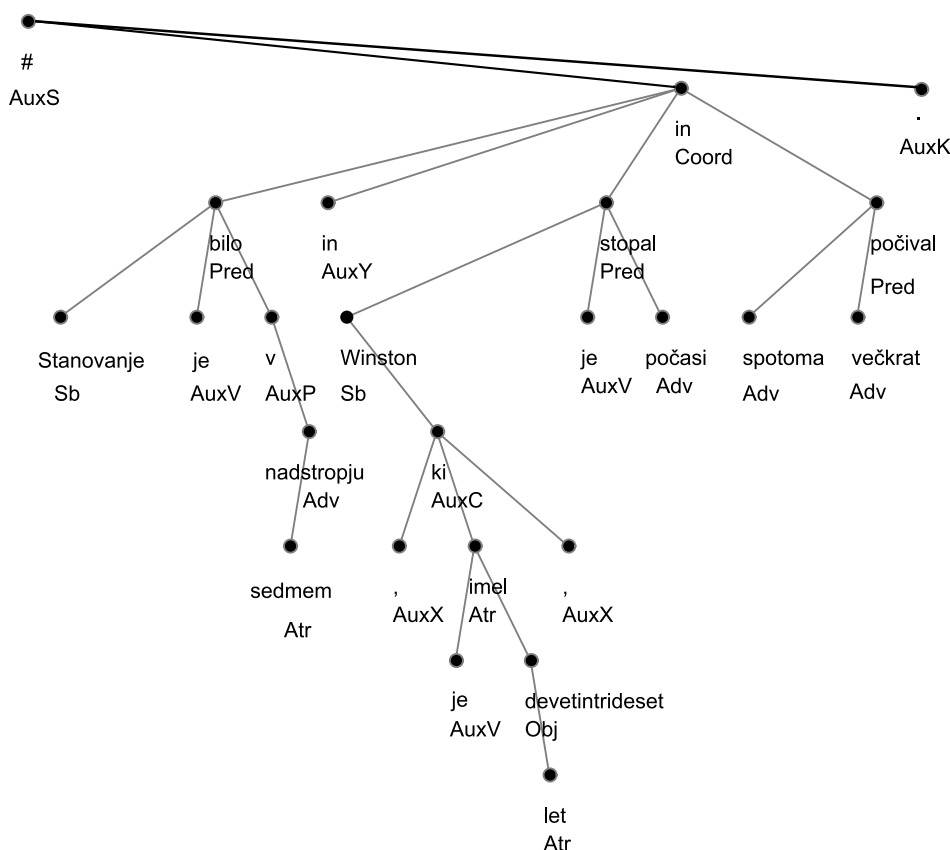 #
AuxS
in
Coord
.
AuxK
bilo
Pred
in
AuxY
stopal
Pred
počival
Pred
Stanovanje
Sb
je
AuxV
v
AuxP
Winston
Sb
je
AuxV
počasi
Adv
spotoma
Adv
večkrat
Adv
nadstropju
Adv
ki
AuxC
sedmem
Atr
,
AuxX
imel
Atr
,
AuxX
je
AuxV
devetintrideset
Obj
let
Atr